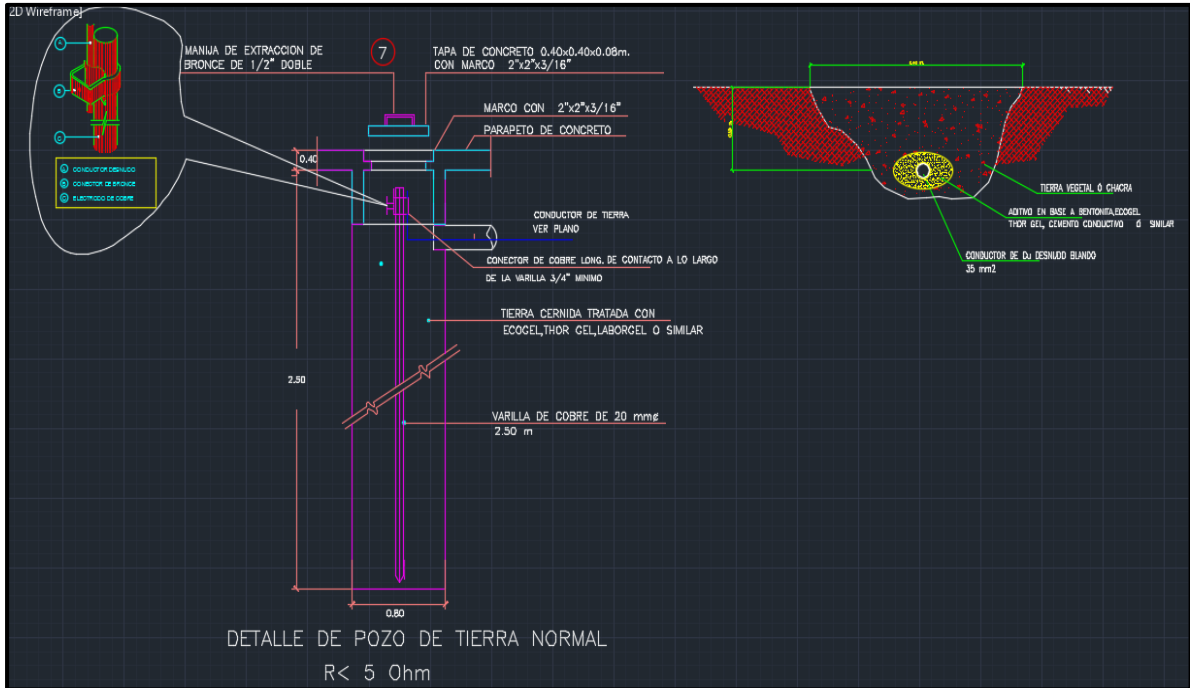 2D Wireframe]
A
B
C
A CONDUCTOR DESNUDO
B CONECTOR DE BRONCE
C ELECTRODO DE COBRE
MANIJA DE EXTRACCION DE
BRONCE DE 1/2" DOBLE
7
TAPA DE CONCRETO 0.40x0.40x0.08m.
CON MARCO 2"x2"x3/16"
MARCO CON 2"x2"x3/16"
PARAPETO DE CONCRETO
0.40
CONDUCTOR DE TIERRA
VER PLANO
CONECTOR DE COBRE LONG. DE CONTACTO A LO LARGO
DE LA VARILLA 3/4" MINIMO
TIERRA CERNIDA TRATADA CON
ECOGEL,THOR GEL,LABORGEL O SIMILAR
2.50
VARILLA DE COBRE DE 20 mmø
2.50 m
0.80
DETALLE DE POZO DE TIERRA NORMAL
R< 5 Ohm
TIERRA VEGETAL Ó CHACRA
ADITIVO EN BASE A BENTONITA,ECOGEL
THOR GEL, CEMENTO CONDUCTIVO Ó SIMILAR
CONDUCTOR DE Du DESNUDO BLANDO
35 mm2